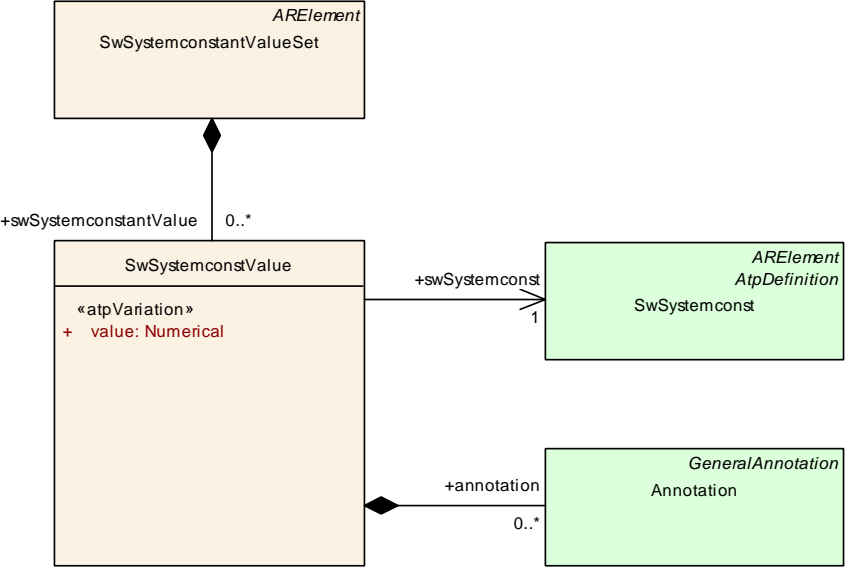 ARElement
SwSystemconstantValueSet
+swSystemconstantValue 0..*
SwSystemconstValue
«atpVariation»
+ value: Numerical
+swSystemconst
1
ARElement
AtpDefinition
SwSystemconst
+annotation
0..*
GeneralAnnotation
Annotation